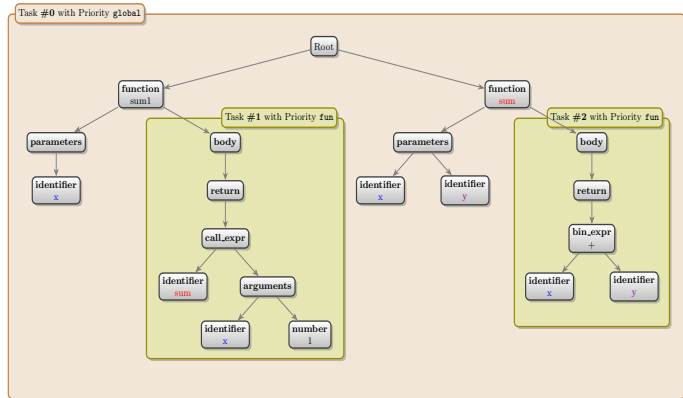 Task #0 with Priority global
Root
function
sum1
function
sum
Task #1 with Priority fun
Task #2 with Priority fun
parameters
body
parameters
body
identifier
x
return
identifier
x
identifier
y
return
call_expr
bin_expr
+
identifier
sum
arguments
identifier
x
identifier
y
identifier
x
number
1